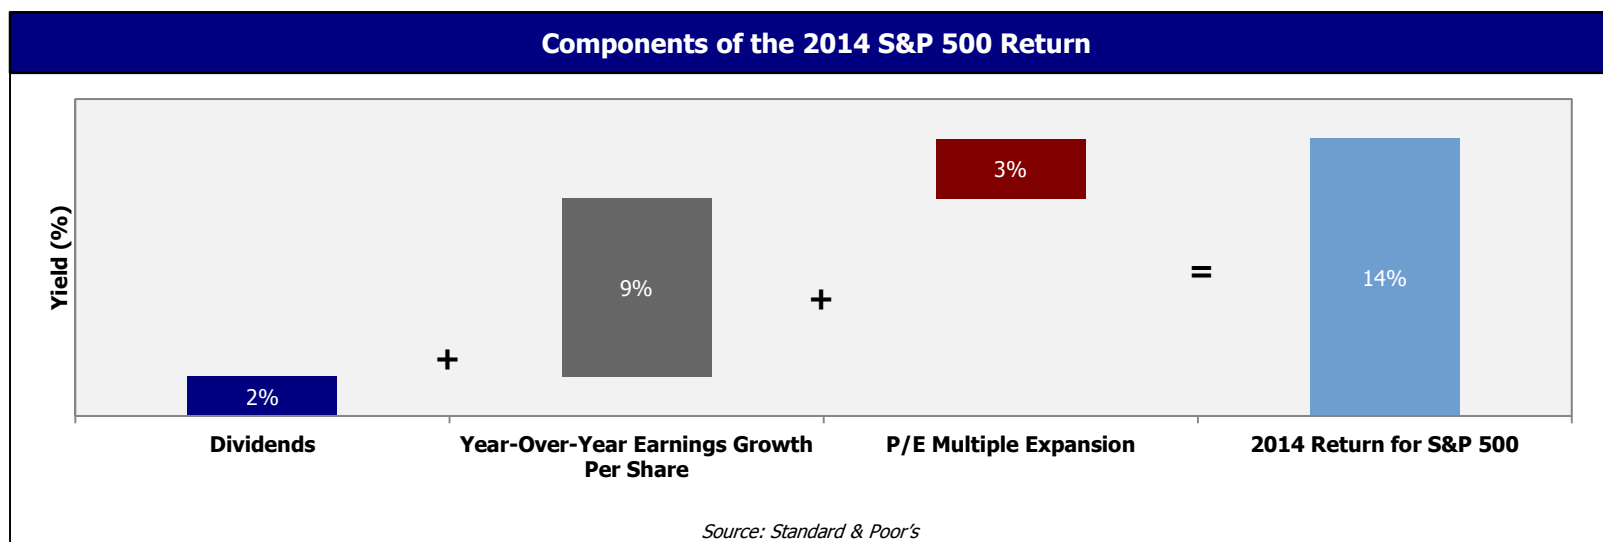 Components of the 2014 S&P 500 Return
Yield (%)
2%
+
9%
+
3%
=
14%
Dividends
Year-Over-Year Earnings Growth
Per Share
P/E Multiple Expansion
2014 Return for S&P 500
Source: Standard & Poor's